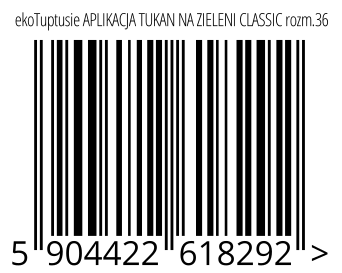 ekoTuptusie APLIKACJA TUKAN NA ZIELENI CLASSIC rozm.36
5 904422 618292 >